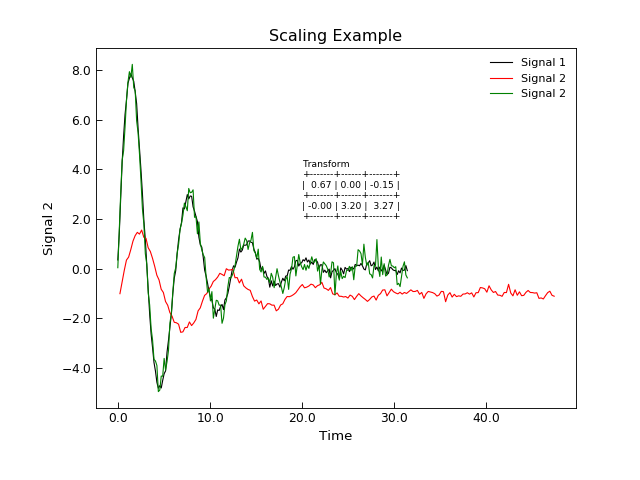 Scaling Example
Signal 1
Signal 2
Signal 2
8.0
6.0
4.0
2.0
0.0
−2.0
−4.0
Signal 2
Transform
+-------+------+-------+
| 0.67 | 0.00 | -0.15 |
+-------+------+-------+
| -0.00 | 3.20 | 3.27 |
+-------+------+-------+
0.0 10.0 20.0 30.0 40.0
Time